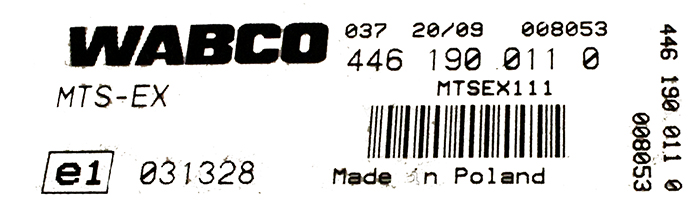 WABCO
MTS-EX
e1 031328
037 20/09 008053
446 190 011 0
MTSEX111
Made in Poland
446 190 011 0
008053